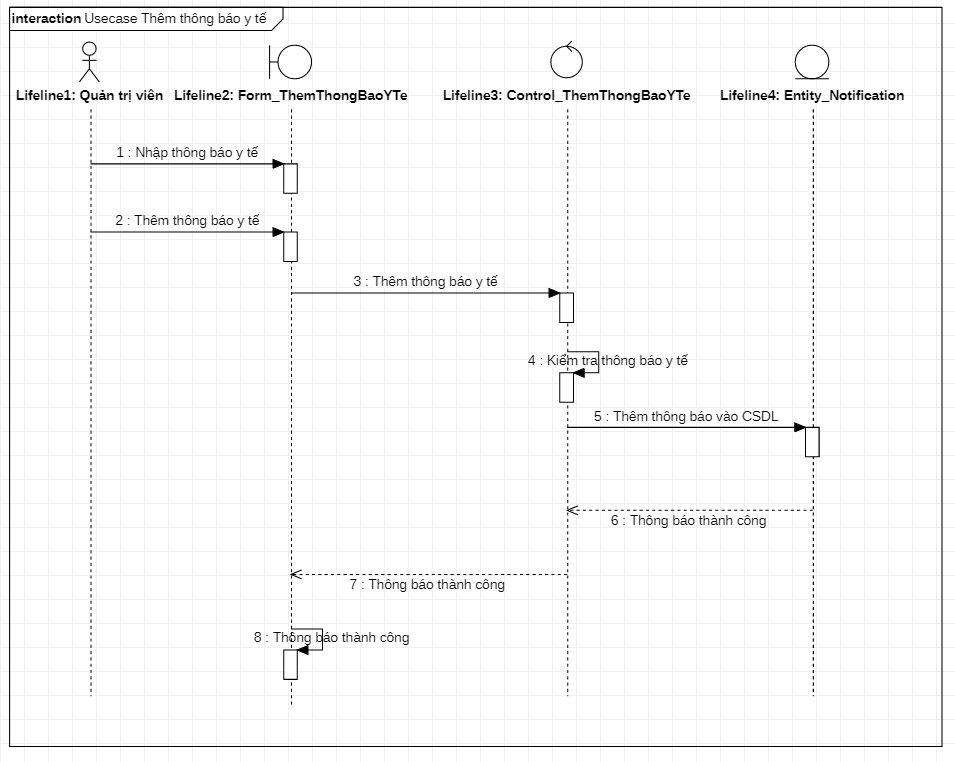 interaction Usecase Thêm thông báo y tế
Lifeline1: Quản trị viên
Lifeline2: Form_ThemThongBaoYTe
Lifeline3: Control_ThemThongBaoYTe
Lifeline4: Entity_Notification
1 : Nhập thông báo y tế
2 : Thêm thông báo y tế
3 : Thêm thông báo y tế
4 : Kiểm tra thông báo y tế
5 : Thêm thông báo vào CSDL
6 : Thông báo thành công
7 : Thông báo thành công
8 : Thông báo thành công